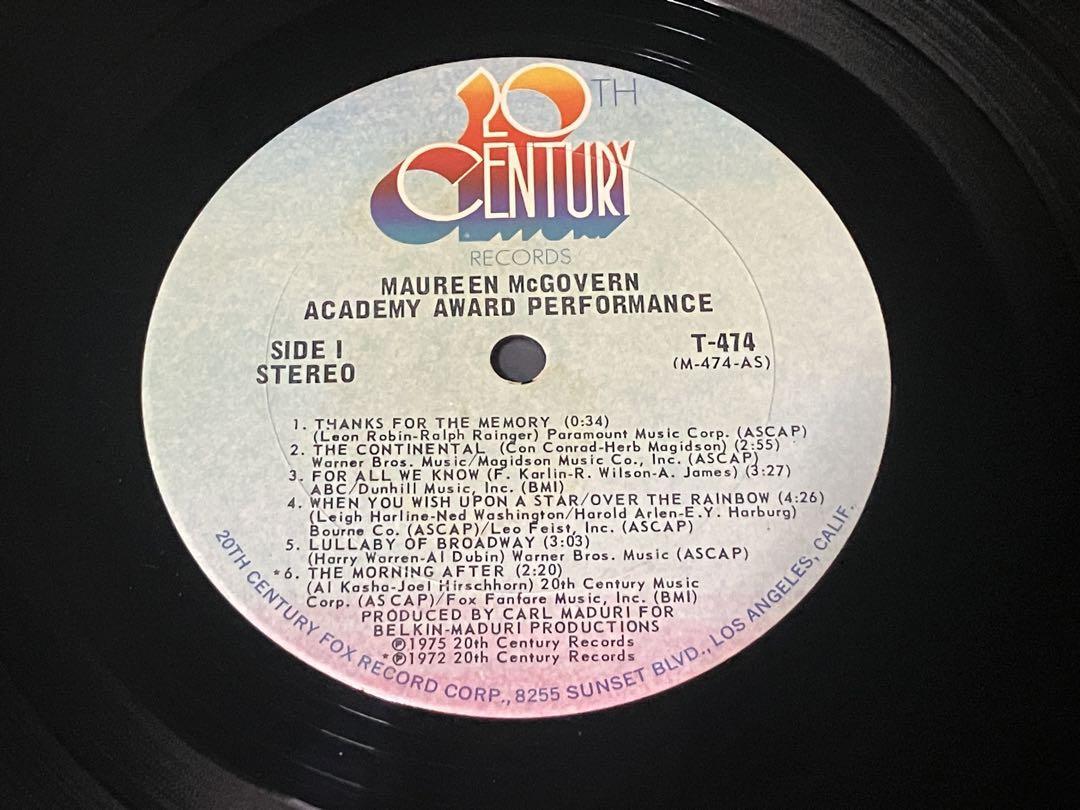 20TH
CENTURY
RECORDS
MAUREEN McGOVERN
ACADEMY AWARD PERFORMANCE
SIDE I
STEREO
T-474
(M-474-AS)
1. THANKS FOR THE MEMORY (0:34)
(Leon Robin-Ralph Rainger) Paramount Music Corp. (ASCAP)
2. THE CONTINENTAL (Con Conrad-Herb Magidson) (2:55)
Warner Bros. Music/Magidson Music Co., Inc. (ASCAP)
3. FOR ALL WE KNOW (F. Karlin-R. Wilson-A. James) (3:27)
ABC/Dunhill Music, Inc. (BMI)
4. WHEN YOU WISH UPON A STAR/OVER THE RAINBOW (4:26)
(Leigh Harline-Ned Washington/Harold Arlen-E.Y. Harburg)
Bourne Co. (ASCAP)/Leo Feist, Inc. (ASCAP)
5. LULLABY OF BROADWAY (3:03)
(Harry Warren-Al Dubin) Warner Bros. Music (ASCAP)
*6. THE MORNING AFTER (2:20)
(Al Kasha-Joel Hirschhorn) 20th Century Music
Corp. (ASCAP)/Fox Fanfare Music, Inc. (BMI)
PRODUCED BY CARL MADURI FOR
BELKIN-MADURI PRODUCTIONS
℗1975 20th Century Records
*℗1972 20th Century Records
20TH CENTURY FOX RECORD CORP., 8255 SUNSET BLVD., LOS ANGELES, CALIF.